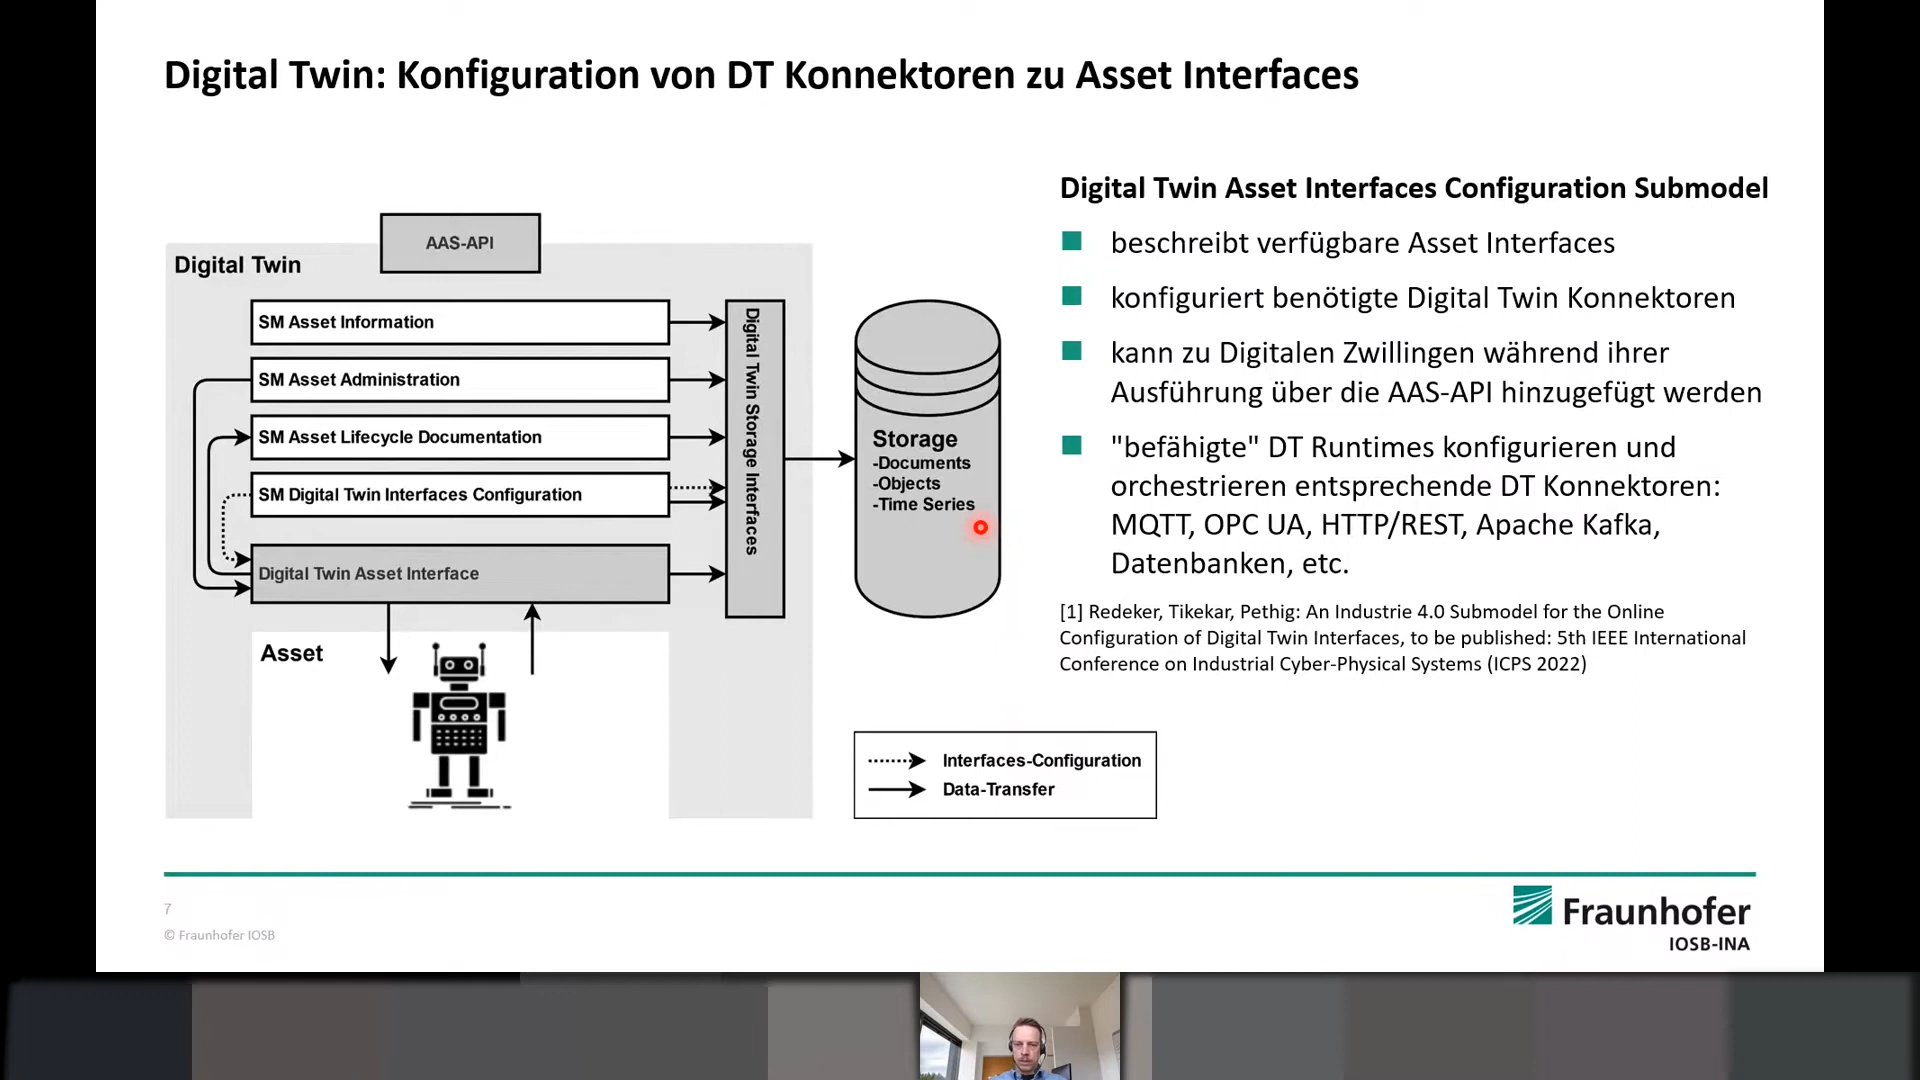 Digital Twin: Konfiguration von DT Konnektoren zu Asset Interfaces
AAS-API
Digital Twin
SM Asset Information
SM Asset Administration
SM Asset Lifecycle Documentation
SM Digital Twin Interfaces Configuration
Digital Twin Asset Interface
Digital Twin Storage Interfaces
Asset
Storage
-Documents
-Objects
-Time Series
Interfaces-Configuration
Data-Transfer
Digital Twin Asset Interfaces Configuration Submodel
beschreibt verfügbare Asset Interfaces
konfiguriert benötigte Digital Twin Konnektoren
kann zu Digitalen Zwillingen während ihrer
Ausführung über die AAS-API hinzugefügt werden
"befähigte" DT Runtimes konfigurieren und
orchestrieren entsprechende DT Konnektoren:
MQTT, OPC UA, HTTP/REST, Apache Kafka,
Datenbanken, etc.
[1] Redeker, Tikekar, Pethig: An Industrie 4.0 Submodel for the Online
Configuration of Digital Twin Interfaces, to be published: 5th IEEE International
Conference on Industrial Cyber-Physical Systems (ICPS 2022)
7
© Fraunhofer IOSB
Fraunhofer
IOSB-INA